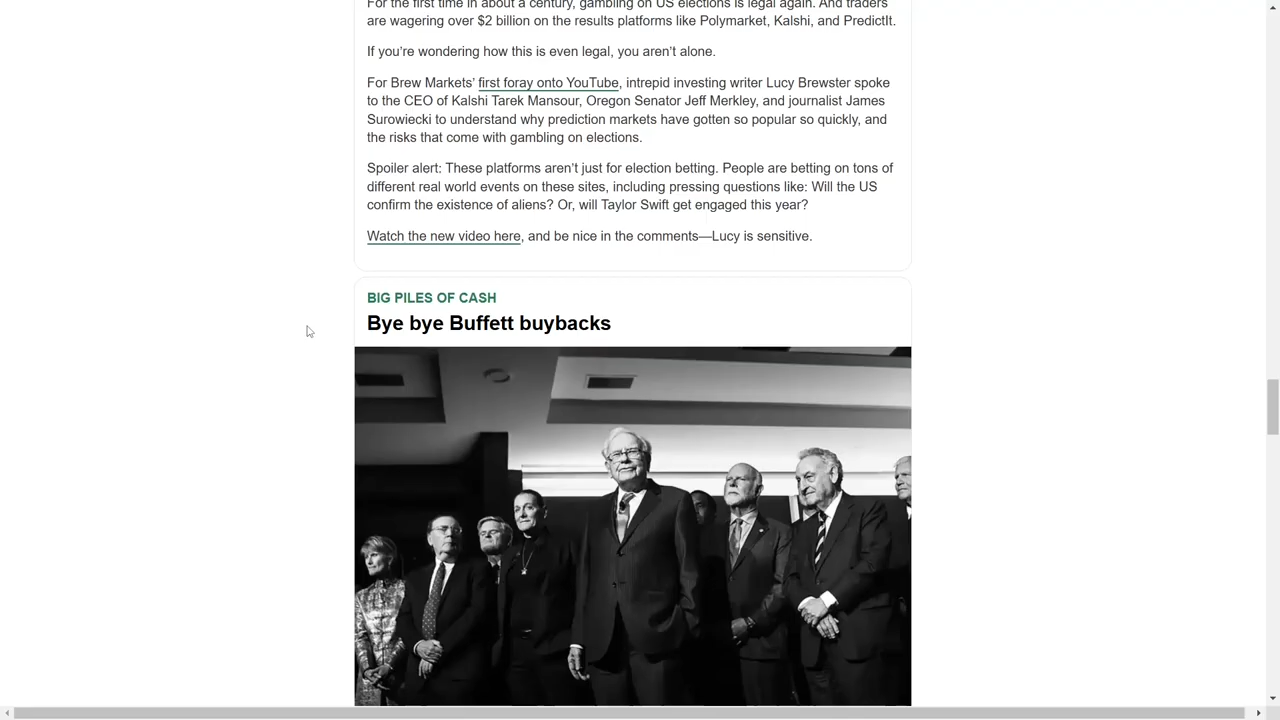 For the first time in about a century, gambling on US elections is legal again. And traders
are wagering over $2 billion on the results platforms like Polymarket, Kalshi, and PredictIt.
If you’re wondering how this is even legal, you aren’t alone.
For Brew Markets’ first foray onto YouTube, intrepid investing writer Lucy Brewster spoke
to the CEO of Kalshi Tarek Mansour, Oregon Senator Jeff Merkley, and journalist James
Surowiecki to understand why prediction markets have gotten so popular so quickly, and
the risks that come with gambling on elections.
Spoiler alert: These platforms aren’t just for election betting. People are betting on tons of
different real world events on these sites, including pressing questions like: Will the US
confirm the existence of aliens? Or, will Taylor Swift get engaged this year?
Watch the new video here, and be nice in the comments—Lucy is sensitive.
BIG PILES OF CASH
Bye bye Buffett buybacks